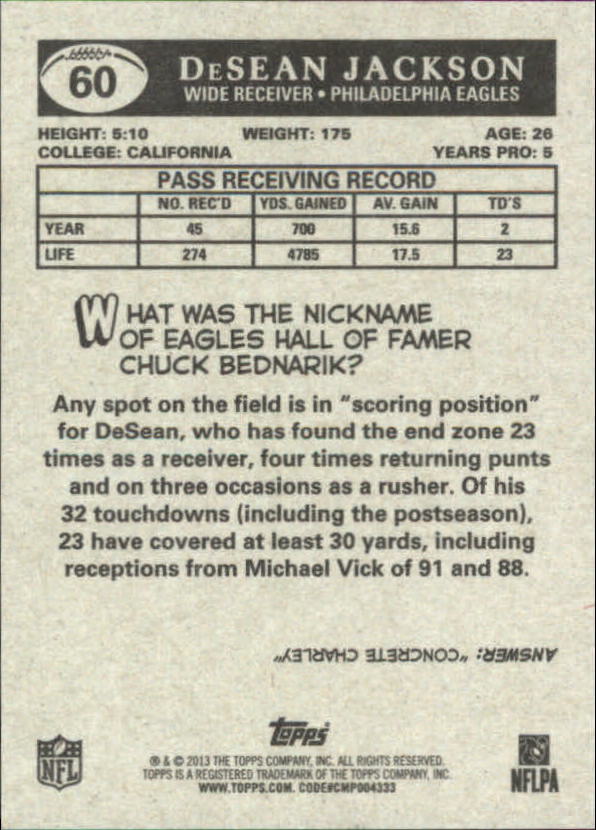 60
DeSEAN JACKSON
WIDE RECEIVER • PHILADELPHIA EAGLES
HEIGHT: 5:10 WEIGHT: 175 AGE: 26
COLLEGE: CALIFORNIA YEARS PRO: 5
PASS RECEIVING RECORD
NO. REC'D YDS. GAINED AV. GAIN TD'S
YEAR 45 700 15.6 2
LIFE 274 4785 17.5 23
WHAT WAS THE NICKNAME
OF EAGLES HALL OF FAMER
CHUCK BEDNARIK?
Any spot on the field is in "scoring position"
for DeSean, who has found the end zone 23
times as a receiver, four times returning punts
and on three occasions as a rusher. Of his
32 touchdowns (including the postseason),
23 have covered at least 30 yards, including
receptions from Michael Vick of 91 and 88.
ANSWER: "CONCRETE CHARLEY"
Topps
® & © 2013 THE TOPPS COMPANY, INC. ALL RIGHTS RESERVED.
TOPPS IS A REGISTERED TRADEMARK OF THE TOPPS COMPANY, INC.
WWW.TOPPS.COM. CODE#CMP004333
NFL
NFLPA